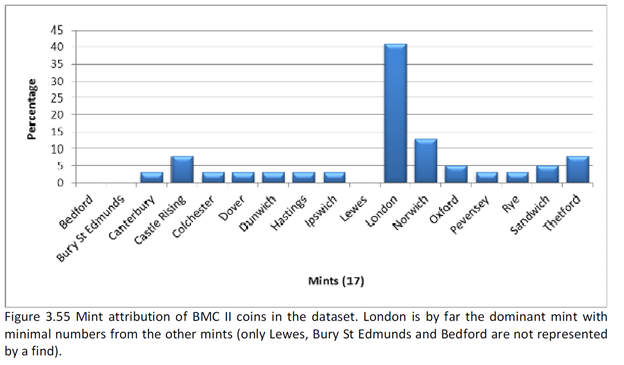 45
40
35
30
25
20
15
10
5
0
Percentage
Bedford
Bury St Edmunds
Canterbury
Castle Rising
Colchester
Dover
Dunwich
Hastings
Ipswich
Lewes
London
Norwich
Oxford
Pevensey
Rye
Sandwich
Thetford
Mints (17)
Figure 3.55 Mint attribution of BMC II coins in the dataset. London is by far the dominant mint with
minimal numbers from the other mints (only Lewes, Bury St Edmunds and Bedford are not represented
by a find).